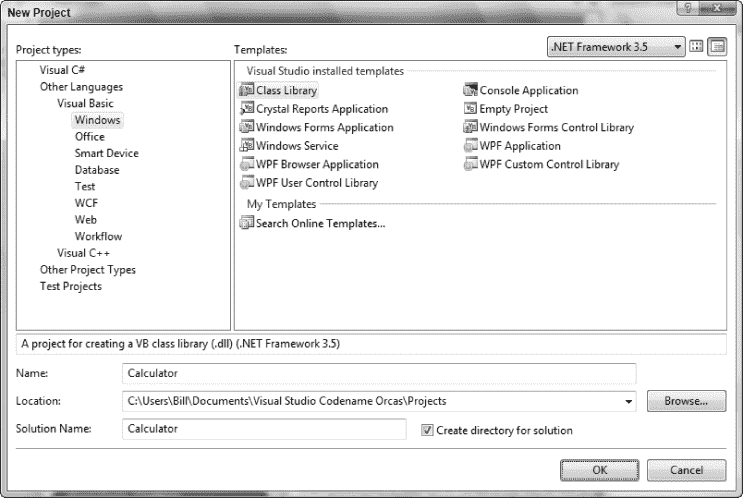 New Project
Project types:
Templates:
.NET Framework 3.5
Visual C#
Other Languages
Visual Basic
Windows
Office
Smart Device
Database
Test
WCF
Web
Workflow
Visual C++
Other Project Types
Test Projects
Visual Studio installed templates
Class Library
Console Application
Crystal Reports Application
Empty Project
Windows Forms Application
Windows Forms Control Library
Windows Service
WPF Application
WPF Browser Application
WPF Custom Control Library
WPF User Control Library
My Templates
Search Online Templates...
A project for creating a VB class library (.dll) (.NET Framework 3.5)
Name:
Calculator
Location:
C:\Users\Bill\Documents\Visual Studio Codename Orcas\Projects
Browse...
Solution Name:
Calculator
Create directory for solution
OK
Cancel